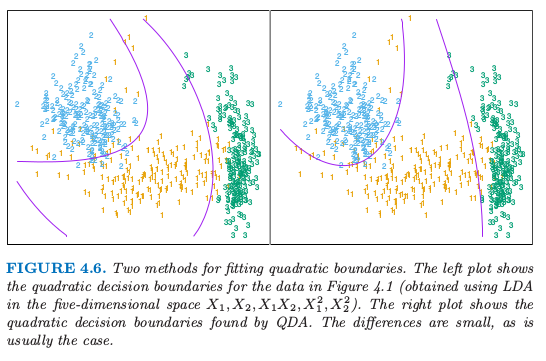 FIGURE 4.6. Two methods for fitting quadratic boundaries. The left plot shows
the quadratic decision boundaries for the data in Figure 4.1 (obtained using LDA
in the five-dimensional space X₁, X₂, X₁X₂, X₁², X₂²). The right plot shows the
quadratic decision boundaries found by QDA. The differences are small, as is
usually the case.